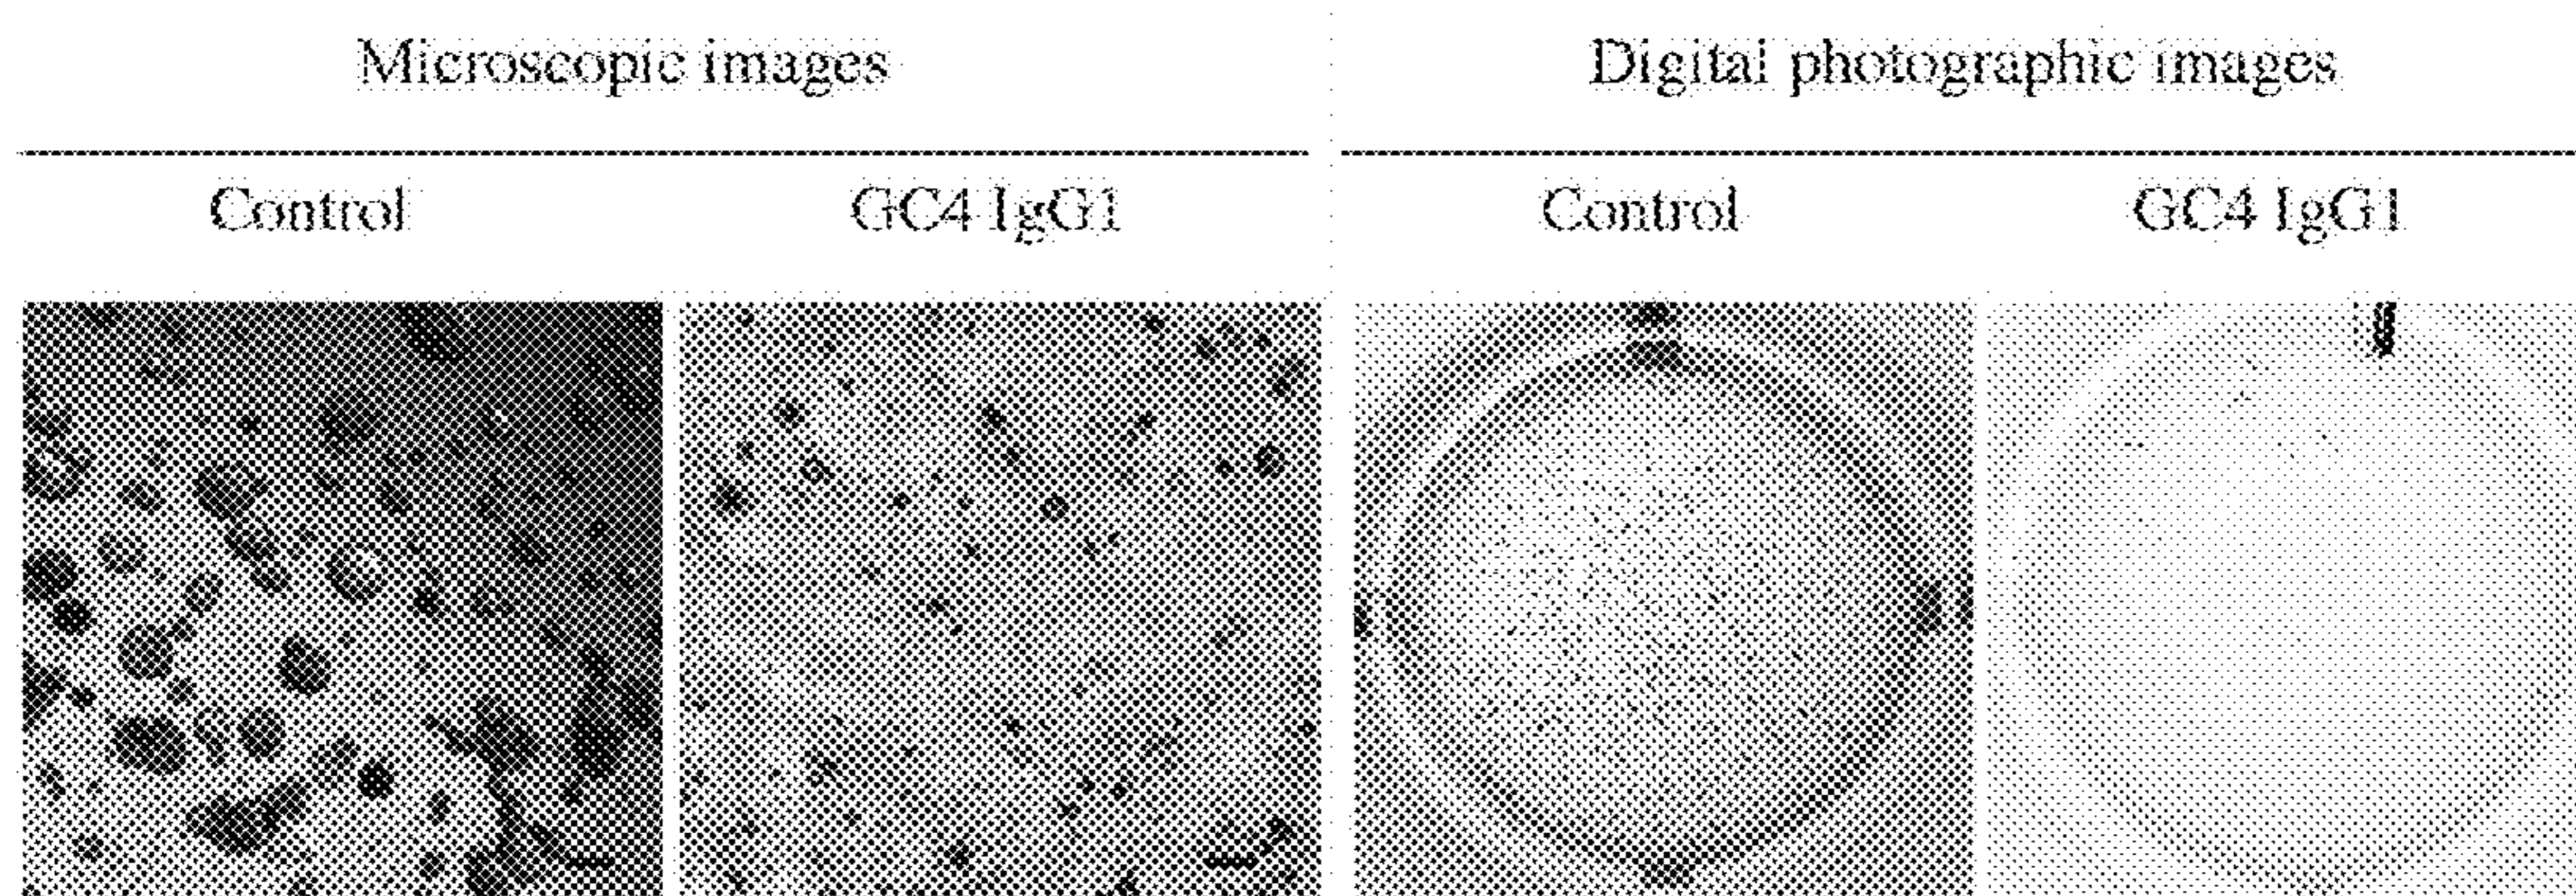 Microscopic images
Digital photographic images
Control
GC4 IgG1
Control
GC4 IgG1